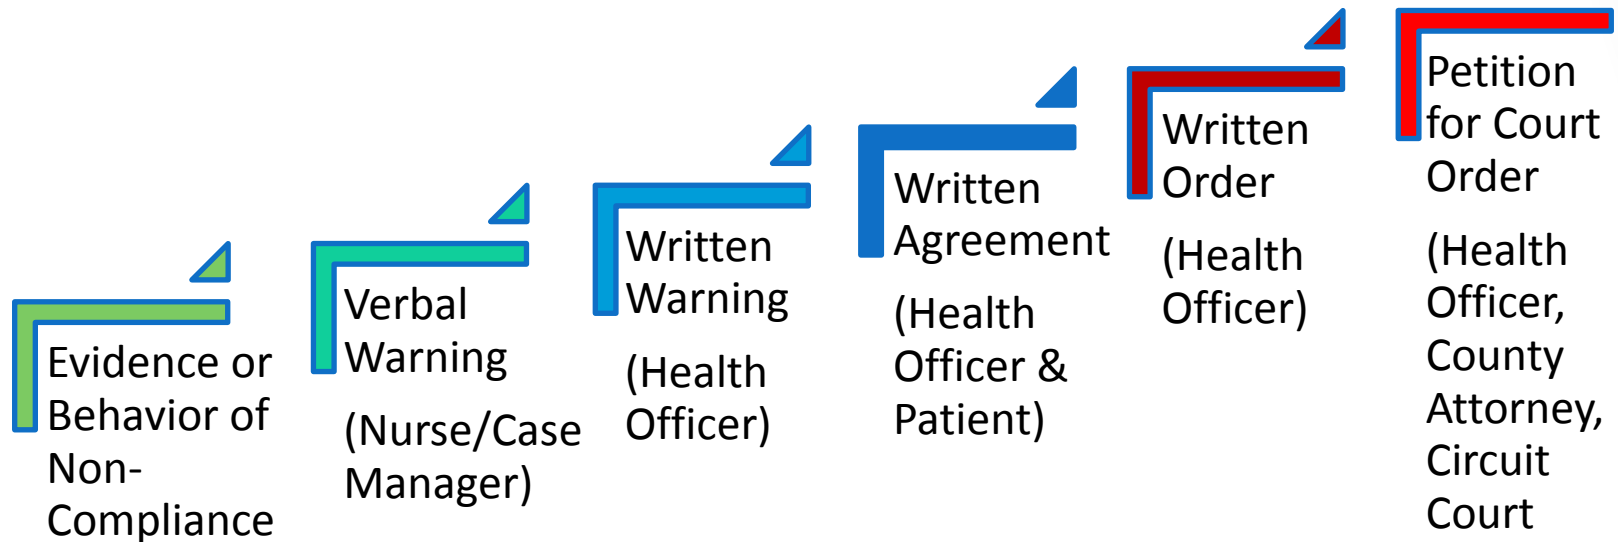 Evidence or
Behavior of
Non-
Compliance
Verbal
Warning
(Nurse/Case
Manager)
Written
Warning
(Health
Officer)
Written
Agreement
(Health
Officer &
Patient)
Written
Order
(Health
Officer)
Petition
for Court
Order
(Health
Officer,
County
Attorney,
Circuit
Court